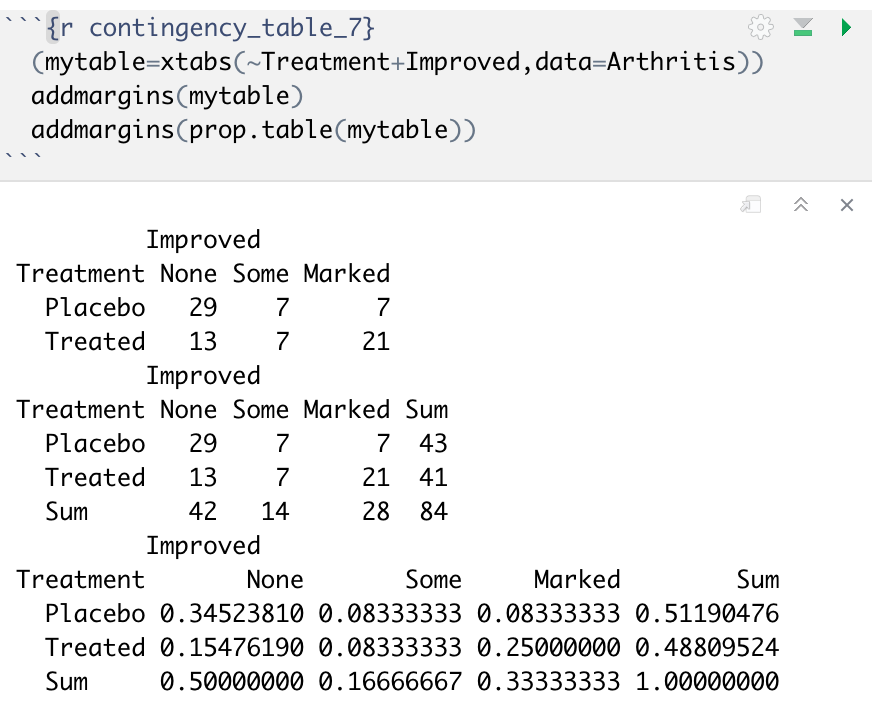 ```{r contingency_table_7}
  (mytable=xtabs(~Treatment+Improved,data=Arthritis))
  addmargins(mytable)
  addmargins(prop.table(mytable))
```
         Improved
Treatment None Some Marked
  Placebo   29    7      7
  Treated   13    7     21
         Improved
Treatment None Some Marked Sum
  Placebo   29    7      7  43
  Treated   13    7     21  41
  Sum       42   14     28  84
         Improved
Treatment       None       Some     Marked        Sum
  Placebo 0.34523810 0.08333333 0.08333333 0.51190476
  Treated 0.15476190 0.08333333 0.25000000 0.48809524
  Sum     0.50000000 0.16666667 0.33333333 1.00000000